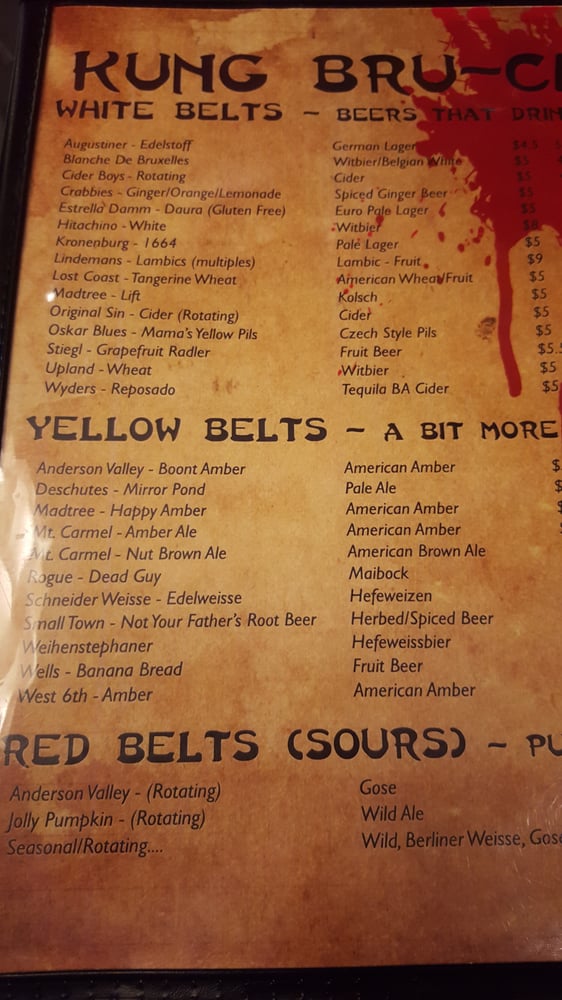 KUNG BRU-C
WHITE BELTS ~ BEERS THAT DRIN
Augustiner - Edelstoff German Lager $4.5
Blanche De Bruxelles Witbier/Belgian White $5
Cider Boys - Rotating Cider $5
Crabbies - Ginger/Orange/Lemonade Spiced Ginger Beer $5
Estrella Damm - Daura (Gluten Free) Euro Pale Lager $5
Hitachino - White Witbier $8
Kronenburg - 1664 Pale Lager $5
Lindemans - Lambics (multiples) Lambic - Fruit $9
Lost Coast - Tangerine Wheat American Wheat/Fruit $5
Madtree - Lift Kolsch $5
Original Sin - Cider (Rotating) Cider $5
Oskar Blues - Mama's Yellow Pils Czech Style Pils $5
Stiegl - Grapefruit Radler Fruit Beer $5.5
Upland - Wheat Witbier $5
Wyders - Reposado Tequila BA Cider $5
YELLOW BELTS ~ A BIT MORE
Anderson Valley - Boont Amber American Amber $
Deschutes - Mirror Pond Pale Ale $
Madtree - Happy Amber American Amber
Mt. Carmel - Amber Ale American Amber
Mt. Carmel - Nut Brown Ale American Brown Ale
Rogue - Dead Guy Maibock
Schneider Weisse - Edelweisse Hefeweizen
Small Town - Not Your Father's Root Beer Herbed/Spiced Beer
Weihenstephaner Hefeweissbier
Wells - Banana Bread Fruit Beer
West 6th - Amber American Amber
RED BELTS (SOURS) ~ PU
Anderson Valley - (Rotating) Gose
Jolly Pumpkin - (Rotating) Wild Ale
Seasonal/Rotating.... Wild, Berliner Weisse, Gose